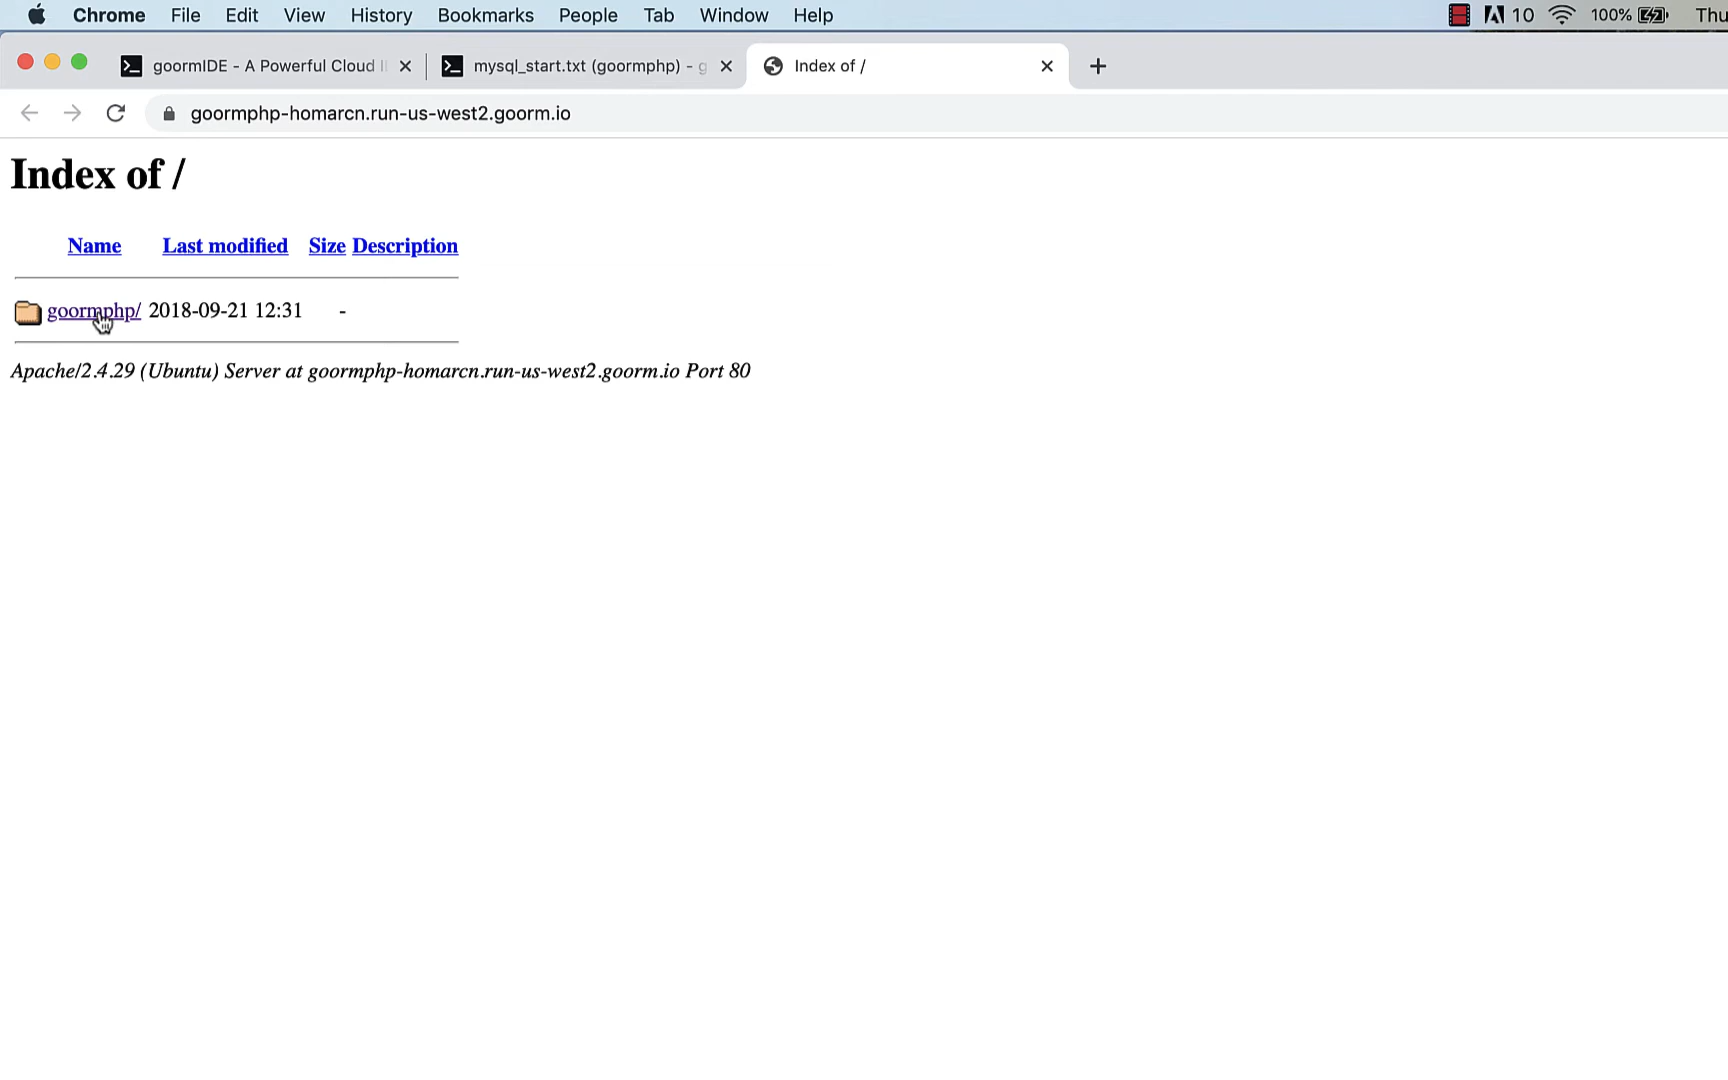 Chrome File Edit View History Bookmarks People Tab Window Help 10 100% Thu
goormIDE - A Powerful Cloud mysql_start.txt (goormphp) - g Index of /
goormphp-homarcn.run-us-west2.goorm.io
Index of /
Name Last modified Size Description
goormphp/ 2018-09-21 12:31 -
Apache/2.4.29 (Ubuntu) Server at goormphp-homarcn.run-us-west2.goorm.io Port 80